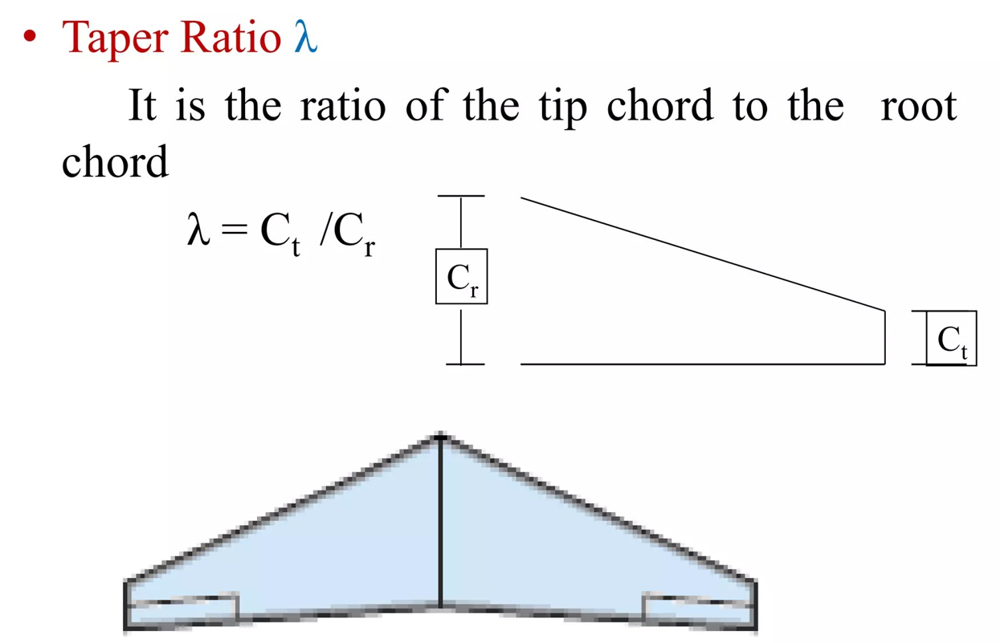 • Taper Ratio λ
It is the ratio of the tip chord to the root
chord
λ = Cₜ /Cᵣ
Cᵣ
Cₜ